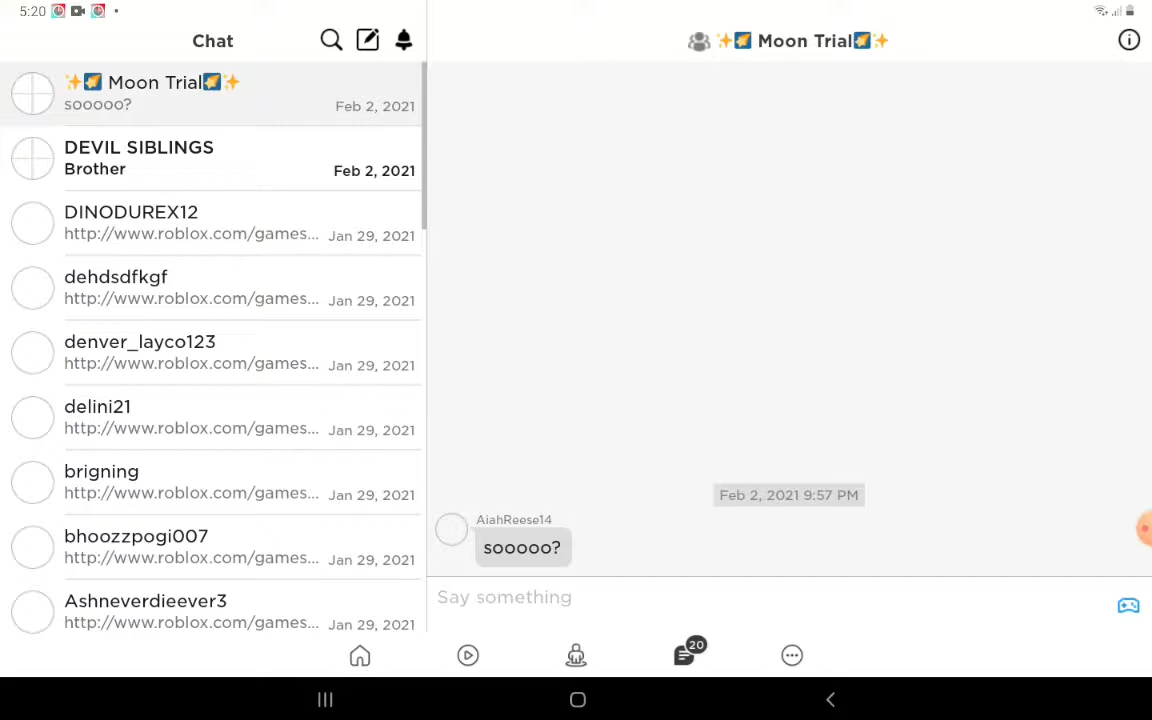 5:20
Chat
✨🌠 Moon Trial🌠✨
sooooo?
Feb 2, 2021
DEVIL SIBLINGS
Brother
Feb 2, 2021
DINODUREX12
http://www.roblox.com/games...
Jan 29, 2021
dehdsdfkgf
http://www.roblox.com/games...
Jan 29, 2021
denver_layco123
http://www.roblox.com/games...
Jan 29, 2021
delini21
http://www.roblox.com/games...
Jan 29, 2021
brigning
http://www.roblox.com/games...
Jan 29, 2021
bhoozzpogi007
http://www.roblox.com/games...
Jan 29, 2021
Ashneverdieever3
http://www.roblox.com/games...
Jan 29, 2021
✨🌠 Moon Trial🌠✨
Feb 2, 2021 9:57 PM
AiahReese14
sooooo?
Say something
20